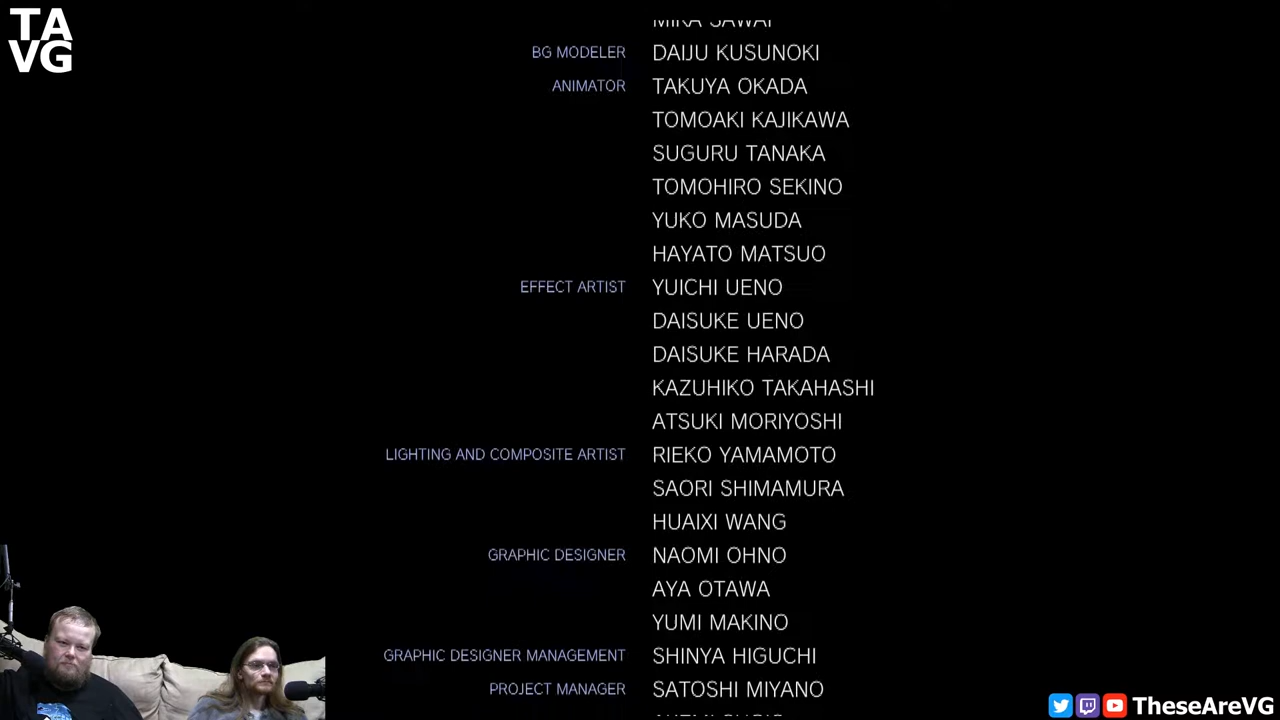 TA
VG
MIKA SAWAI
BG MODELER DAIJU KUSUNOKI
ANIMATOR TAKUYA OKADA
TOMOAKI KAJIKAWA
SUGURU TANAKA
TOMOHIRO SEKINO
YUKO MASUDA
HAYATO MATSUO
EFFECT ARTIST YUICHI UENO
DAISUKE UENO
DAISUKE HARADA
KAZUHIKO TAKAHASHI
ATSUKI MORIYOSHI
LIGHTING AND COMPOSITE ARTIST RIEKO YAMAMOTO
SAORI SHIMAMURA
HUAIXI WANG
GRAPHIC DESIGNER NAOMI OHNO
AYA OTAWA
YUMI MAKINO
GRAPHIC DESIGNER MANAGEMENT SHINYA HIGUCHI
PROJECT MANAGER SATOSHI MIYANO
TheseAreVG